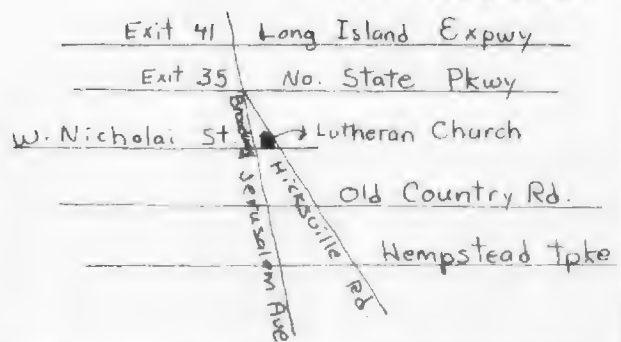 Exit 41 Long Island Expwy
Exit 35 No. State Pkwy
W. Nicholai St. Lutheran Church
Broadway
Jerusalem Ave
Hicksville Rd
Old Country Rd.
Hempstead tpke